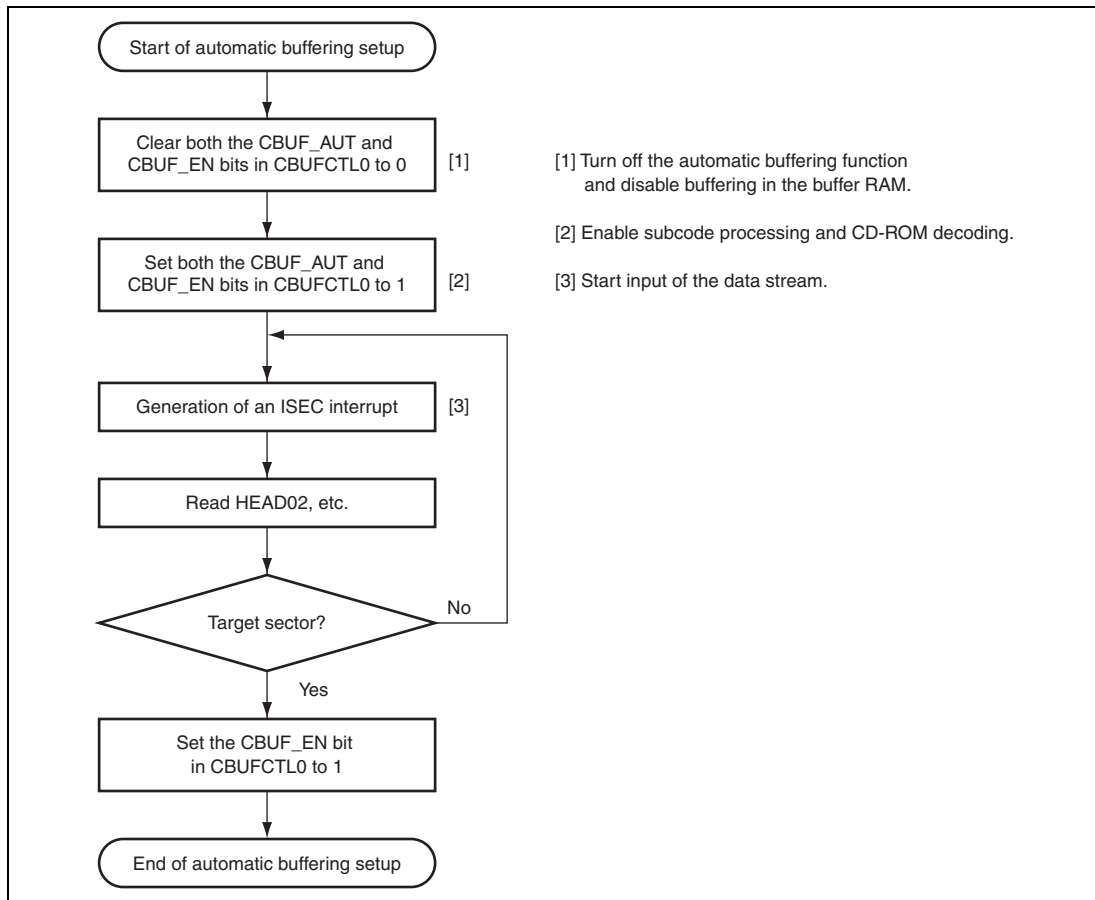 Start of automatic buffering setup
Clear both the CBUF_AUT and
CBUF_EN bits in CBUFCTL0 to 0
[1]
[1] Turn off the automatic buffering function
and disable buffering in the buffer RAM.
[2] Enable subcode processing and CD-ROM decoding.
Set both the CBUF_AUT and
CBUF_EN bits in CBUFCTL0 to 1
[2]
[3] Start input of the data stream.
Generation of an ISEC interrupt
[3]
Read HEAD02, etc.
Target sector?
No
Yes
Set the CBUF_EN bit
in CBUFCTL0 to 1
End of automatic buffering setup